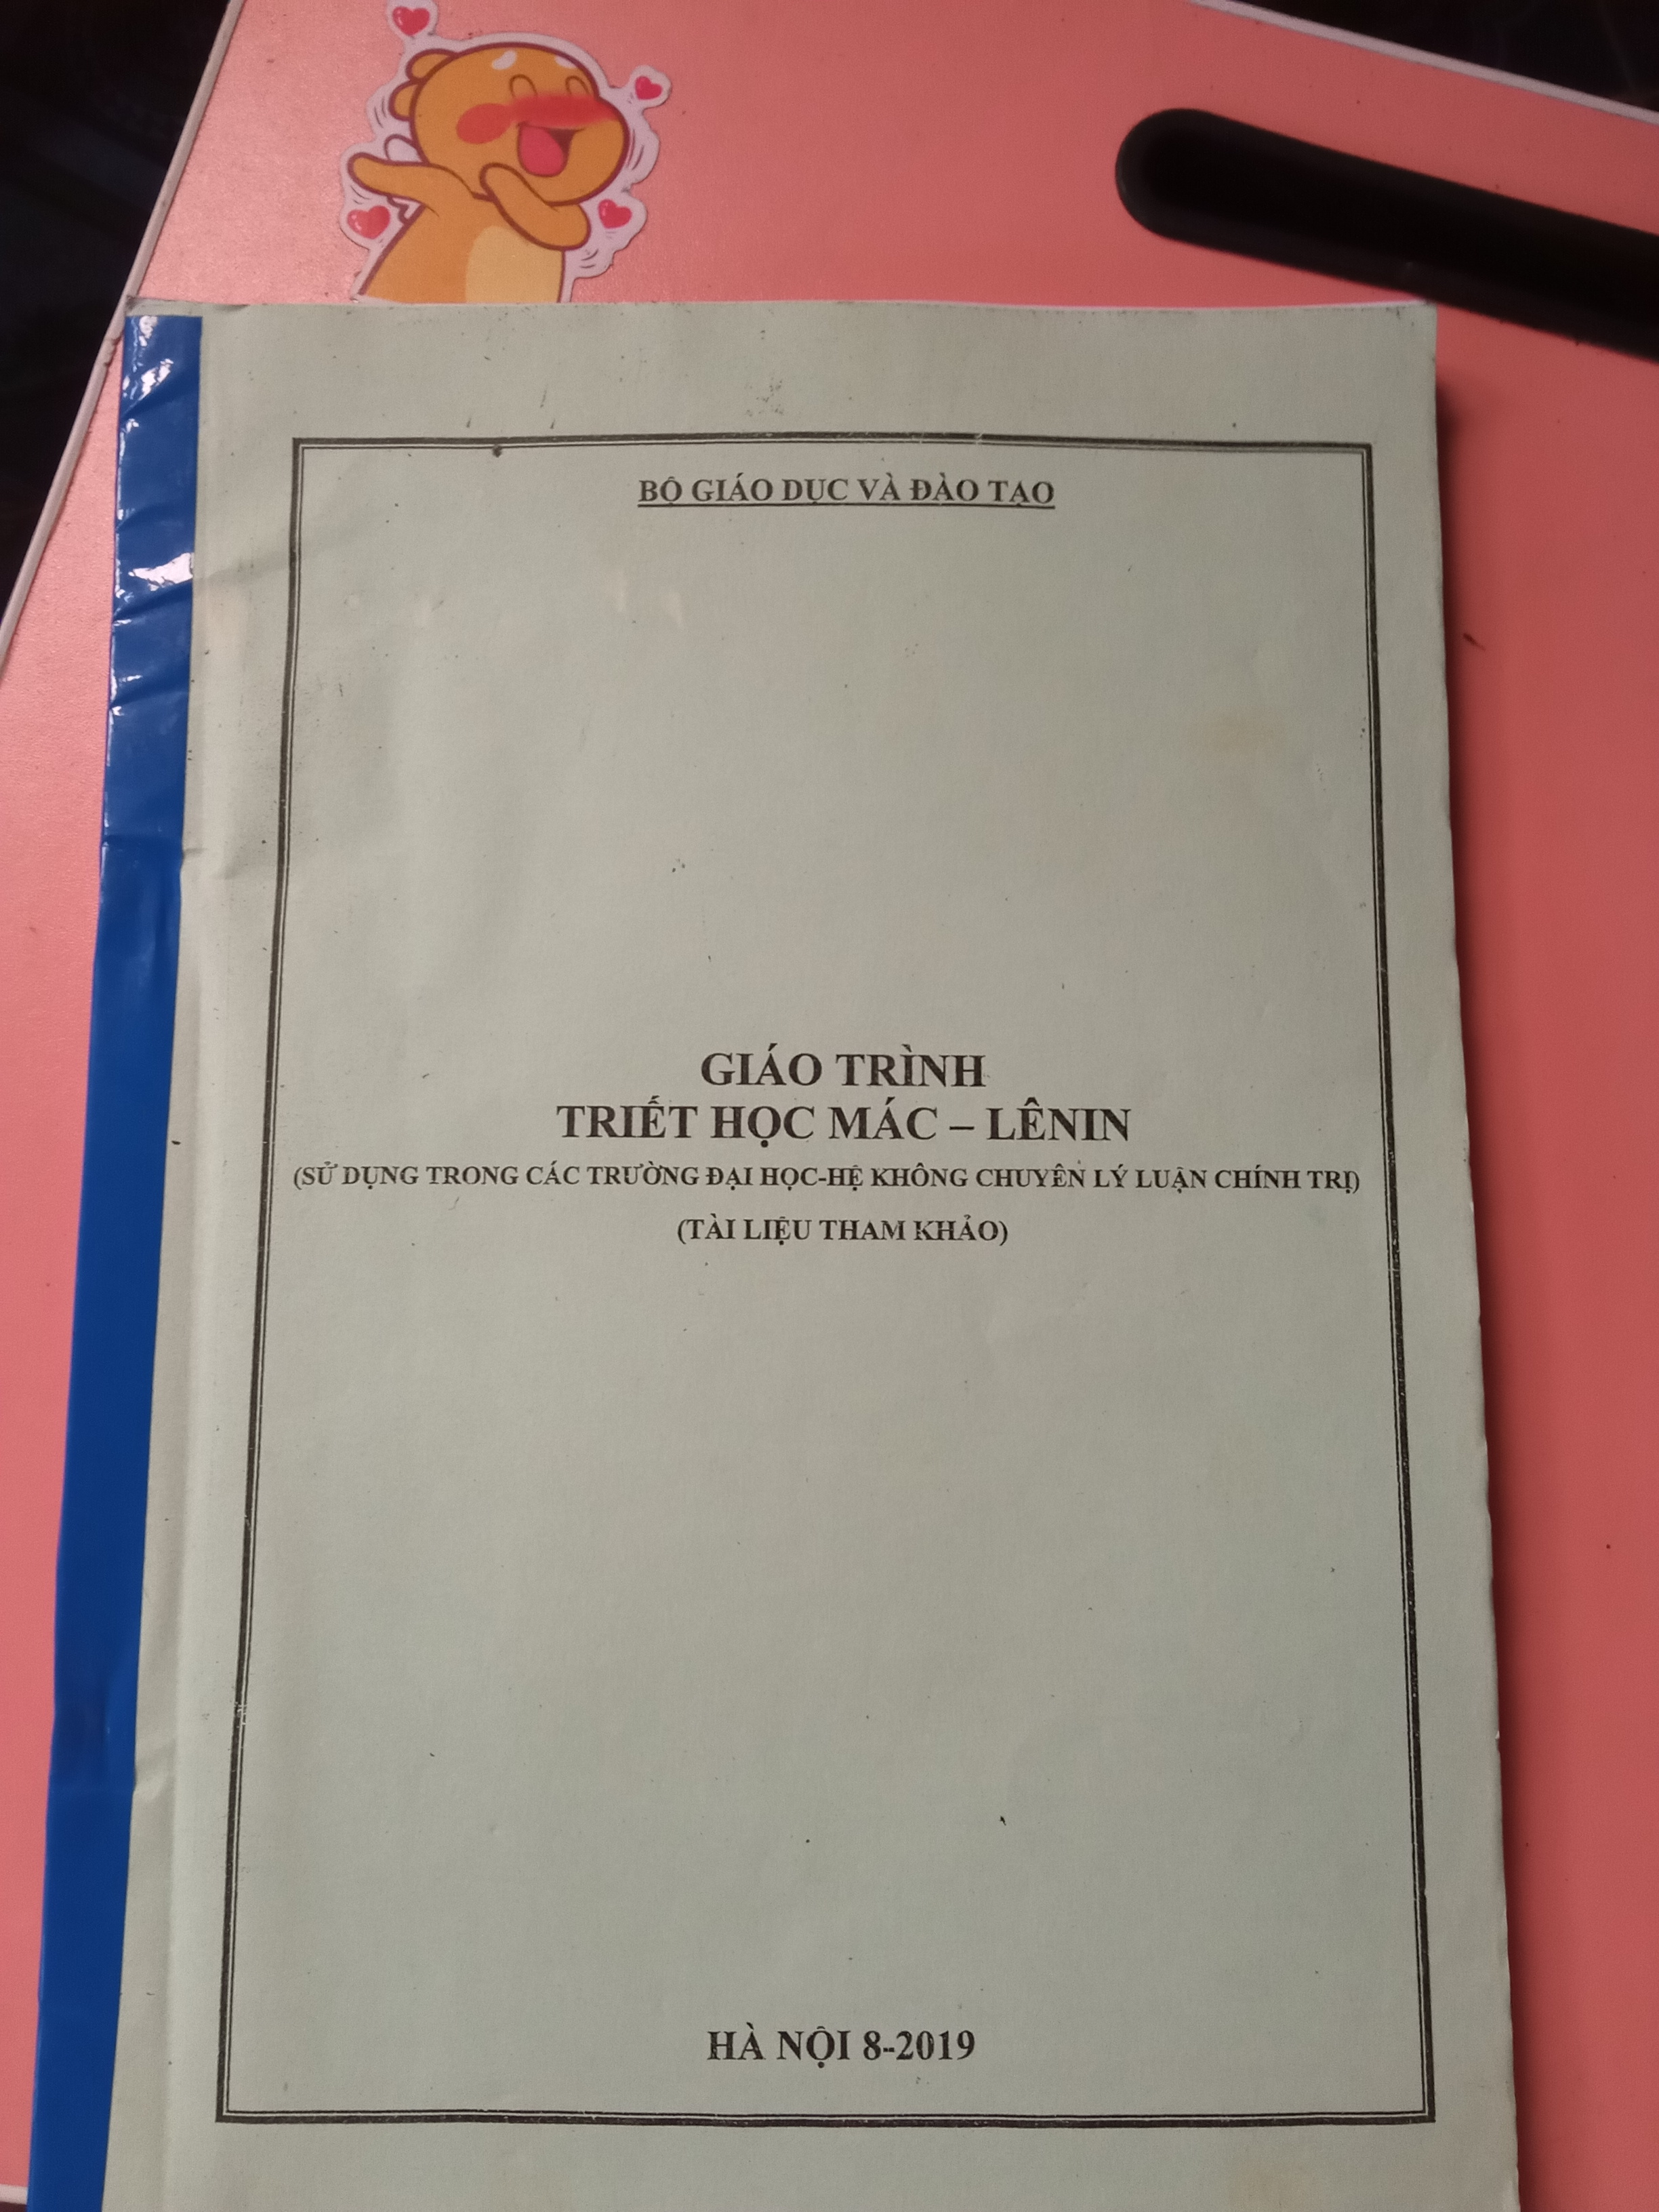 BỘ GIÁO DỤC VÀ ĐÀO TẠO
GIÁO TRÌNH
TRIẾT HỌC MÁC – LÊNIN
(SỬ DỤNG TRONG CÁC TRƯỜNG ĐẠI HỌC-HỆ KHÔNG CHUYÊN LÝ LUẬN CHÍNH TRỊ)
(TÀI LIỆU THAM KHẢO)
HÀ NỘI 8-2019